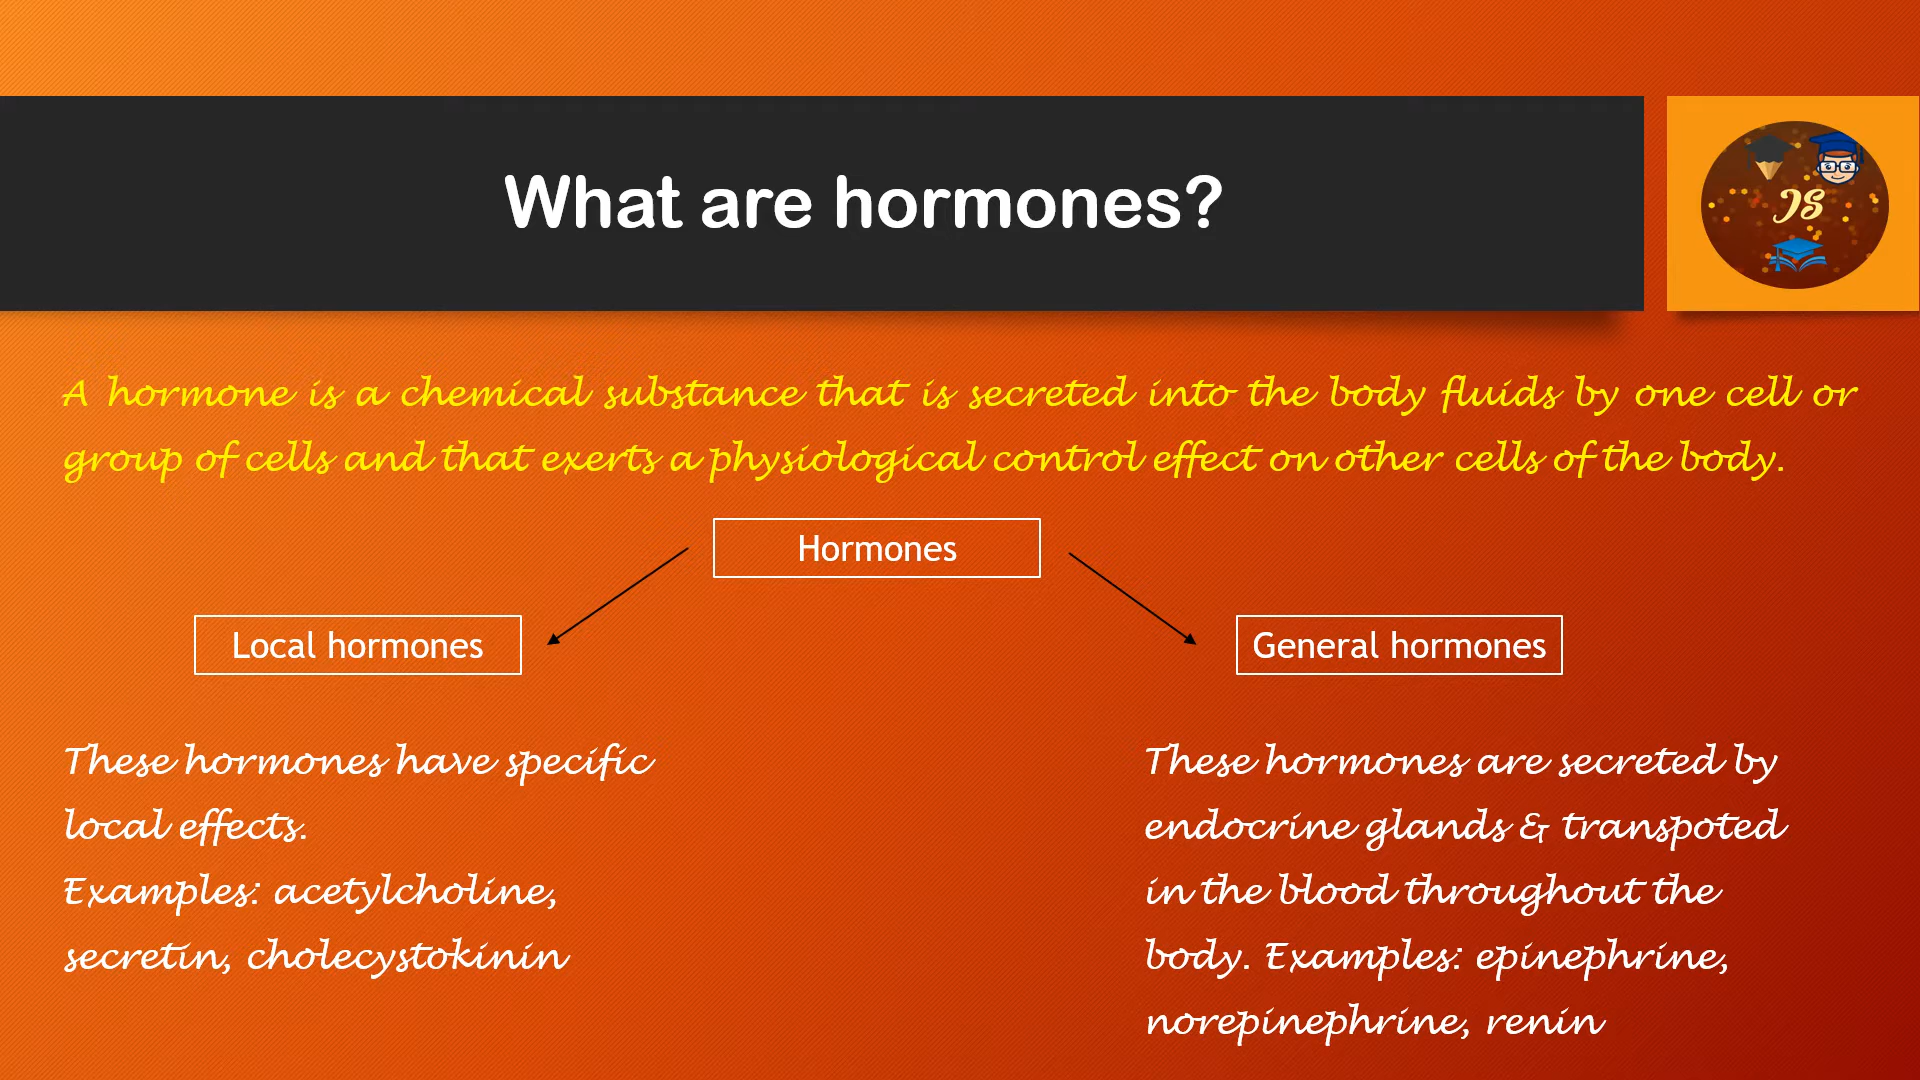 What are hormones?
JS
A hormone is a chemical substance that is secreted into the body fluids by one cell or
group of cells and that exerts a physiological control effect on other cells of the body.
Hormones
Local hormones
General hormones
These hormones have specific
local effects.
Examples: acetylcholine,
secretin, cholecystokinin
These hormones are secreted by
endocrine glands & transpoted
in the blood throughout the
body. Examples: epinephrine,
norepinephrine, renin